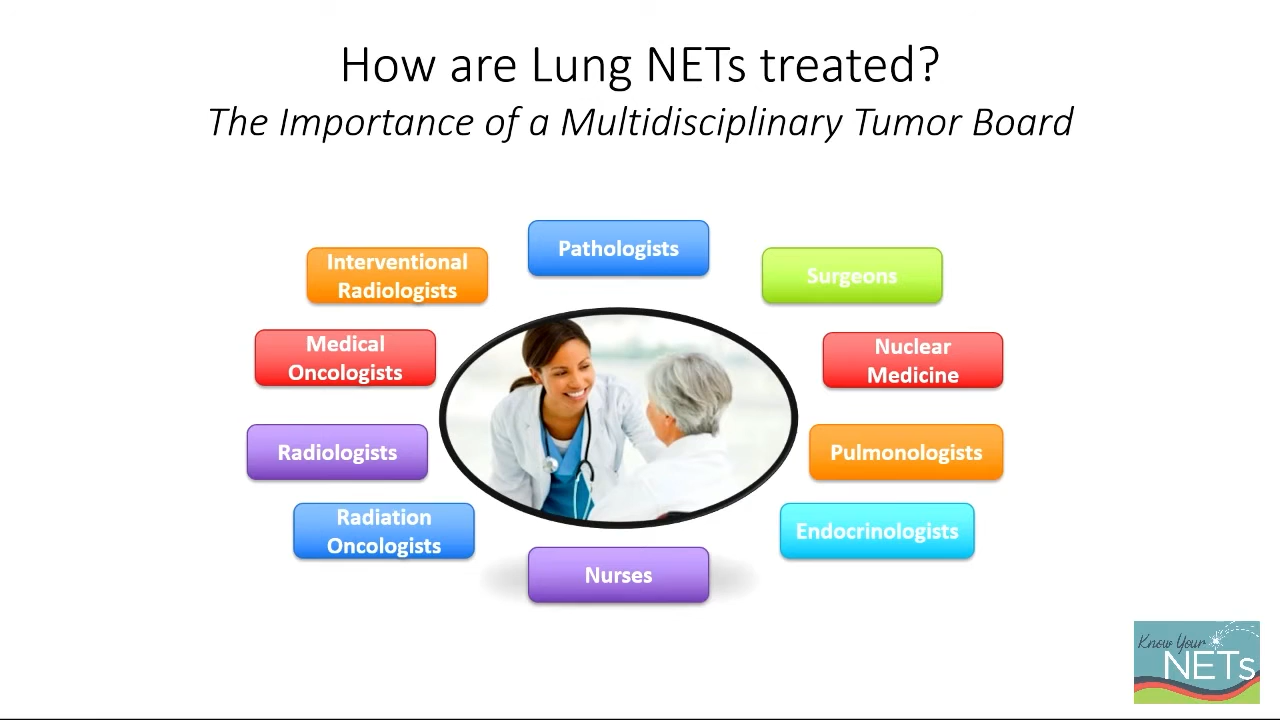 How are Lung NETs treated?
The Importance of a Multidisciplinary Tumor Board
Pathologists
Interventional
Radiologists
Surgeons
Medical
Oncologists
Nuclear
Medicine
Radiologists
Pulmonologists
Radiation
Oncologists
Endocrinologists
Nurses
Know Your
NETs